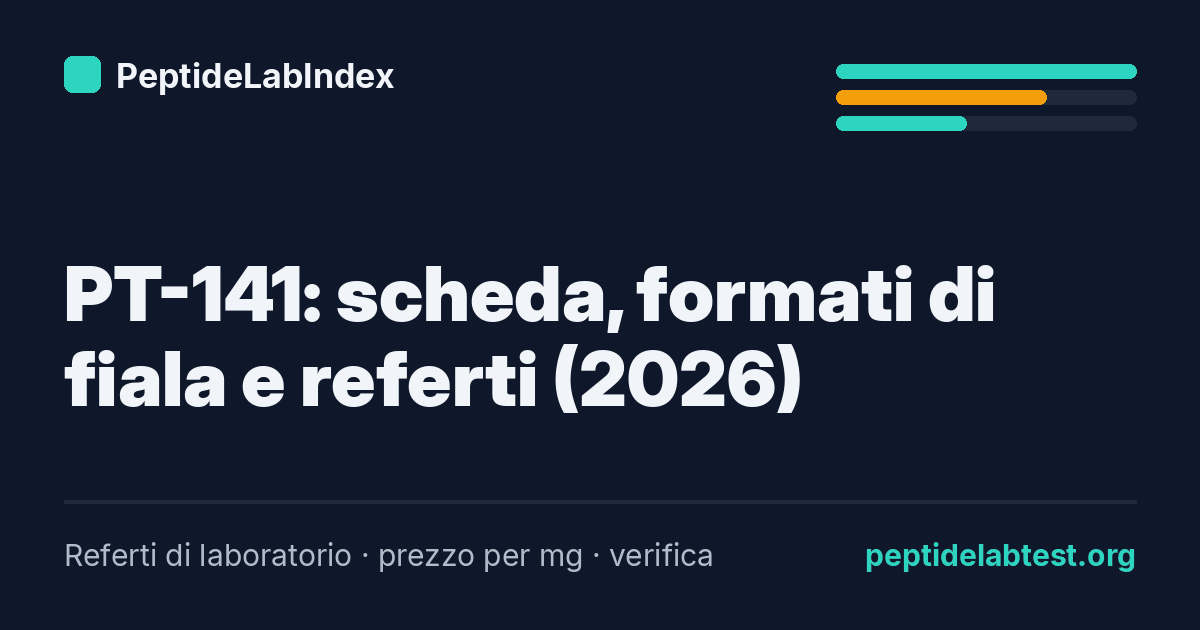 PeptideLabIndex
PT-141: scheda, formati di
fiala e referti (2026)
Referti di laboratorio · prezzo per mg · verifica
peptidelabtest.org